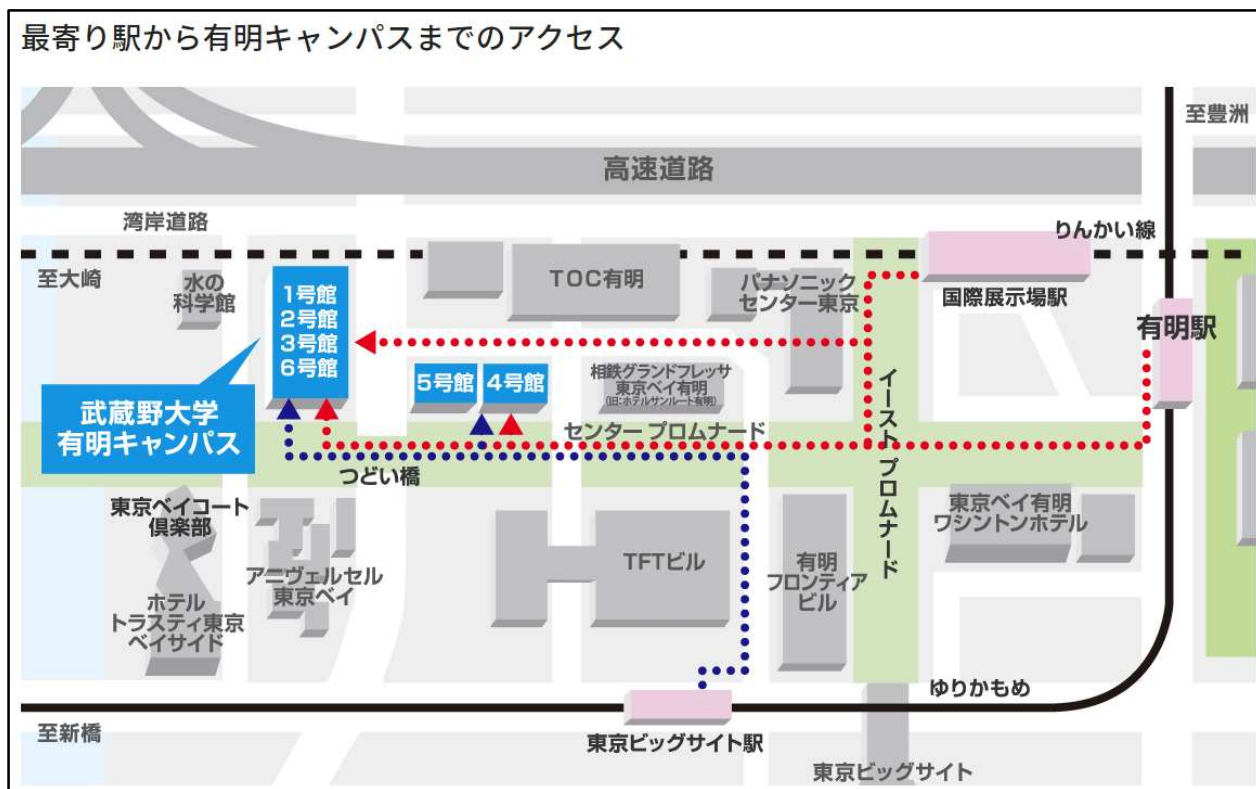 最寄り駅から有明キャンパスまでのアクセス
至豊洲
高速道路
湾岸道路
りんかい線
至大崎
水の
科学館
1号館
2号館
3号館
6号館
TOC有明
パナソニック
センター東京
国際展示場駅
有明駅
5号館
4号館
相鉄グランドフレッサ
東京ベイ有明
(旧:ホテルサンルート有明)
武蔵野大学
有明キャンパス
センター プロムナード
イースト プロムナード
つどい橋
東京ベイコート
倶楽部
アニヴェルセル
東京ベイ
ホテル
トラスティ東京
ベイサイド
TFTビル
有明
フロンティア
ビル
東京ベイ有明
ワシントンホテル
ゆりかもめ
至新橋
東京ビッグサイト駅
東京ビッグサイト